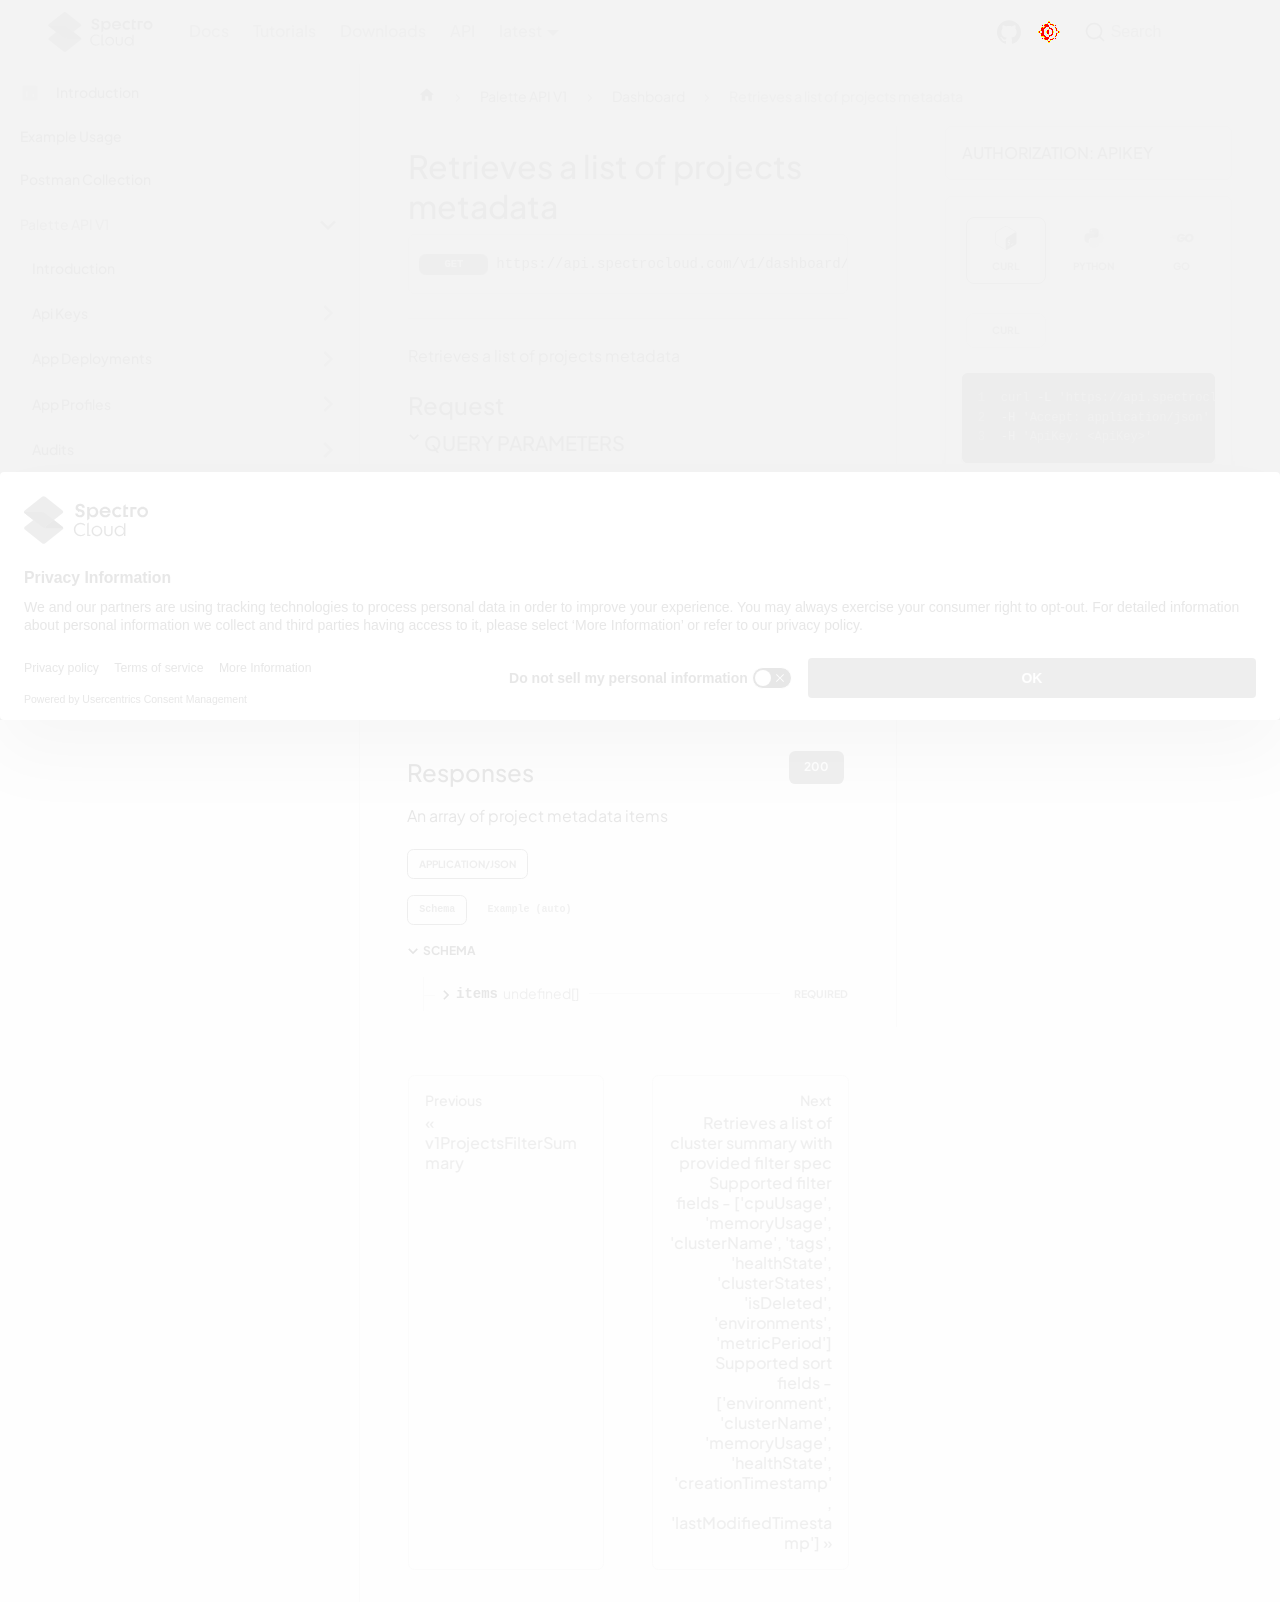 Spectro
Cloud
Docs Tutorials Downloads API latest
Search
Introduction
Example Usage
Postman Collection
Palette API V1
Introduction
Api Keys
App Deployments
App Profiles
Audits
Palette API V1
Dashboard
Retrieves a list of projects metadata
Retrieves a list of projects
metadata
GET https://api.spectrocloud.com/v1/dashboard/
Retrieves a list of projects metadata
Request
QUERY PARAMETERS
AUTHORIZATION: APIKEY
CURL PYTHON GO
CURL
Spectro
Cloud
Privacy Information
We and our partners are using tracking technologies to process personal data in order to improve your experience. You may always exercise your consumer right to opt-out. For detailed information
about personal information we collect and third parties having access to it, please select ‘More Information’ or refer to our privacy policy.
Privacy policy Terms of service More Information
Powered by Usercentrics Consent Management
Do not sell my personal information
OK
Responses
200
An array of project metadata items
APPLICATION/JSON
Schema Example (auto)
SCHEMA
items undefined[] REQUIRED
Previous
« v1ProjectsFilterSum
mary
Next
Retrieves a list of
cluster summary with
provided filter spec
Supported filter
fields - ['cpuUsage',
'memoryUsage',
'clusterName', 'tags',
'healthState',
'clusterStates',
'isDeleted',
'environments',
'metricPeriod']
Supported sort
fields -
['environment',
'clusterName',
'memoryUsage',
'healthState',
'creationTimestamp'
,
'lastModifiedTimesta
mp'] »